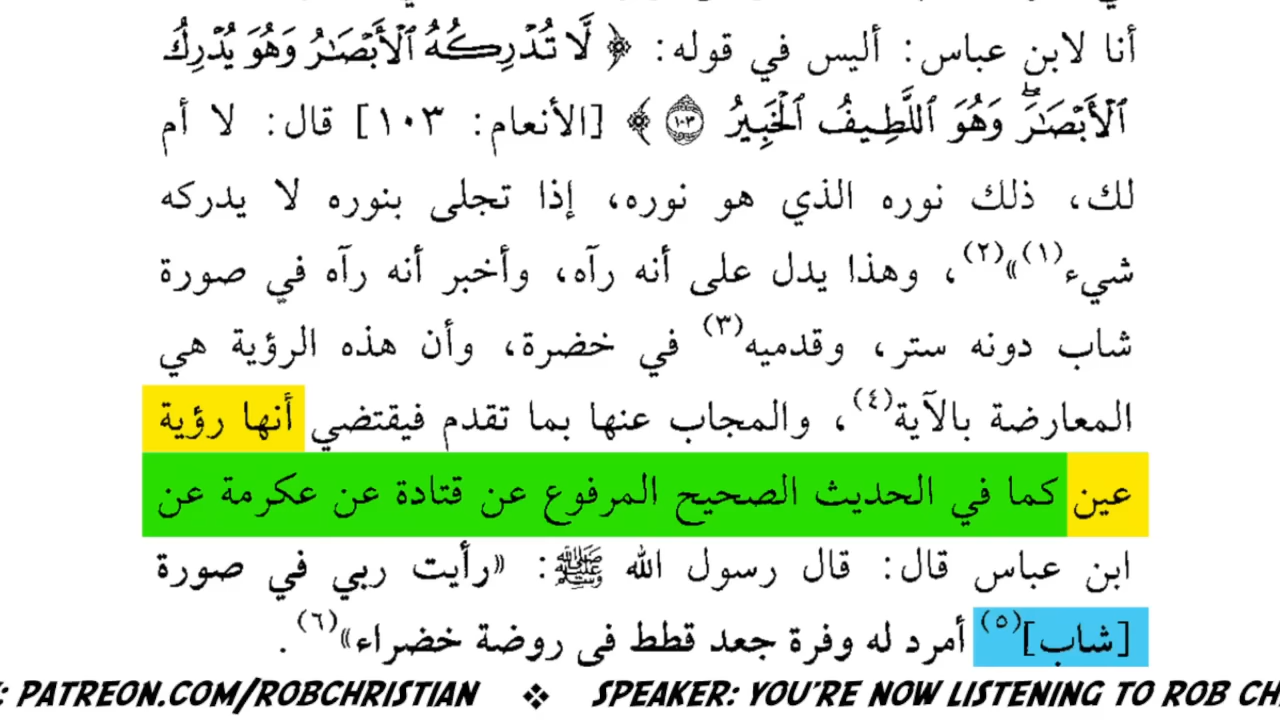 أنا لابن عباس: أليس في قوله: ﴿ لَّا تُدْرِكُهُ ٱلْأَبْصَٰرُ وَهُوَ يُدْرِكُ
ٱلْأَبْصَٰرَۖ وَهُوَ ٱللَّطِيفُ ٱلْخَبِيرُ ١٠٣ ﴾ [الأنعام: ١٠٣] قال: لا أم
لك، ذلك نوره الذي هو نوره، إذا تجلى بنوره لا يدركه
شيء(١)»(٢)، وهذا يدل على أنه رآه، وأخبر أنه رآه في صورة
شاب دونه ستر، وقدميه(٣) في خضرة، وأن هذه الرؤية هي
المعارضة بالآية(٤)، والمجاب عنها بما تقدم فيقتضي أنها رؤية
عين كما في الحديث الصحيح المرفوع عن قتادة عن عكرمة عن
ابن عباس قال: قال رسول الله ﷺ: «رأيت ربي في صورة
[شاب](٥) أمرد له وفرة جعد قطط في روضة خضراء»(٦).
: PATREON.COM/ROBCHRISTIAN ❖ SPEAKER: YOU'RE NOW LISTENING TO ROB CH